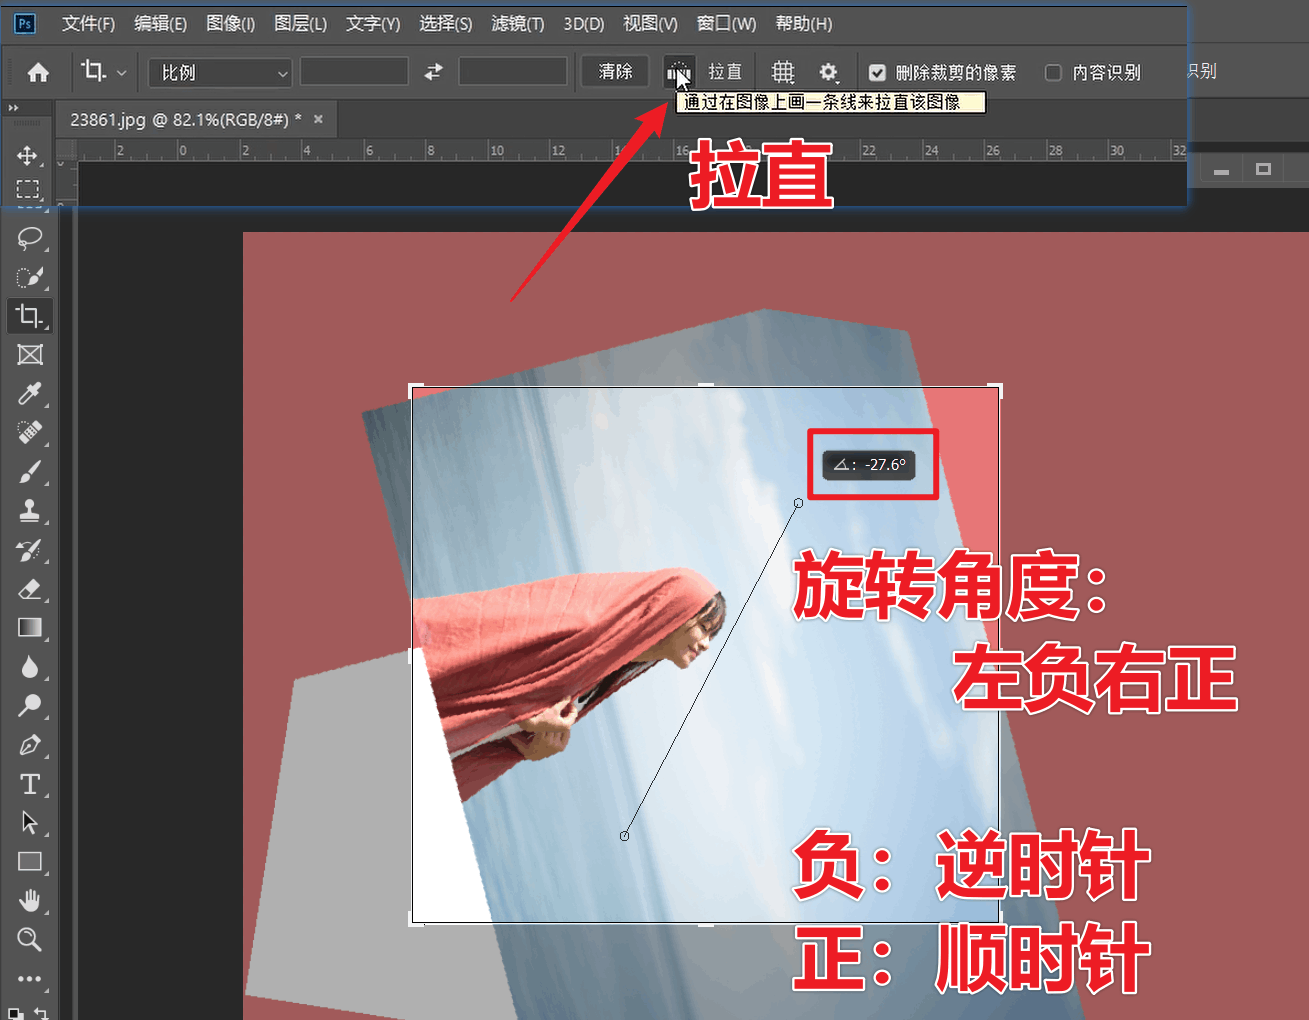 Ps 文件(F) 编辑(E) 图像(I) 图层(L) 文字(Y) 选择(S) 滤镜(T) 3D(D) 视图(V) 窗口(W) 帮助(H)
比例 清除 拉直 删除裁剪的像素 内容识别 识别
通过在图像上画一条线来拉直该图像
23861.jpg @ 82.1%(RGB/8#) * ×
2 0 2 4 6 8 10 12 14 16 22 24 26 28 30 32
拉直
∠: -27.6°
旋转角度：
左负右正
负：逆时针
正：顺时针